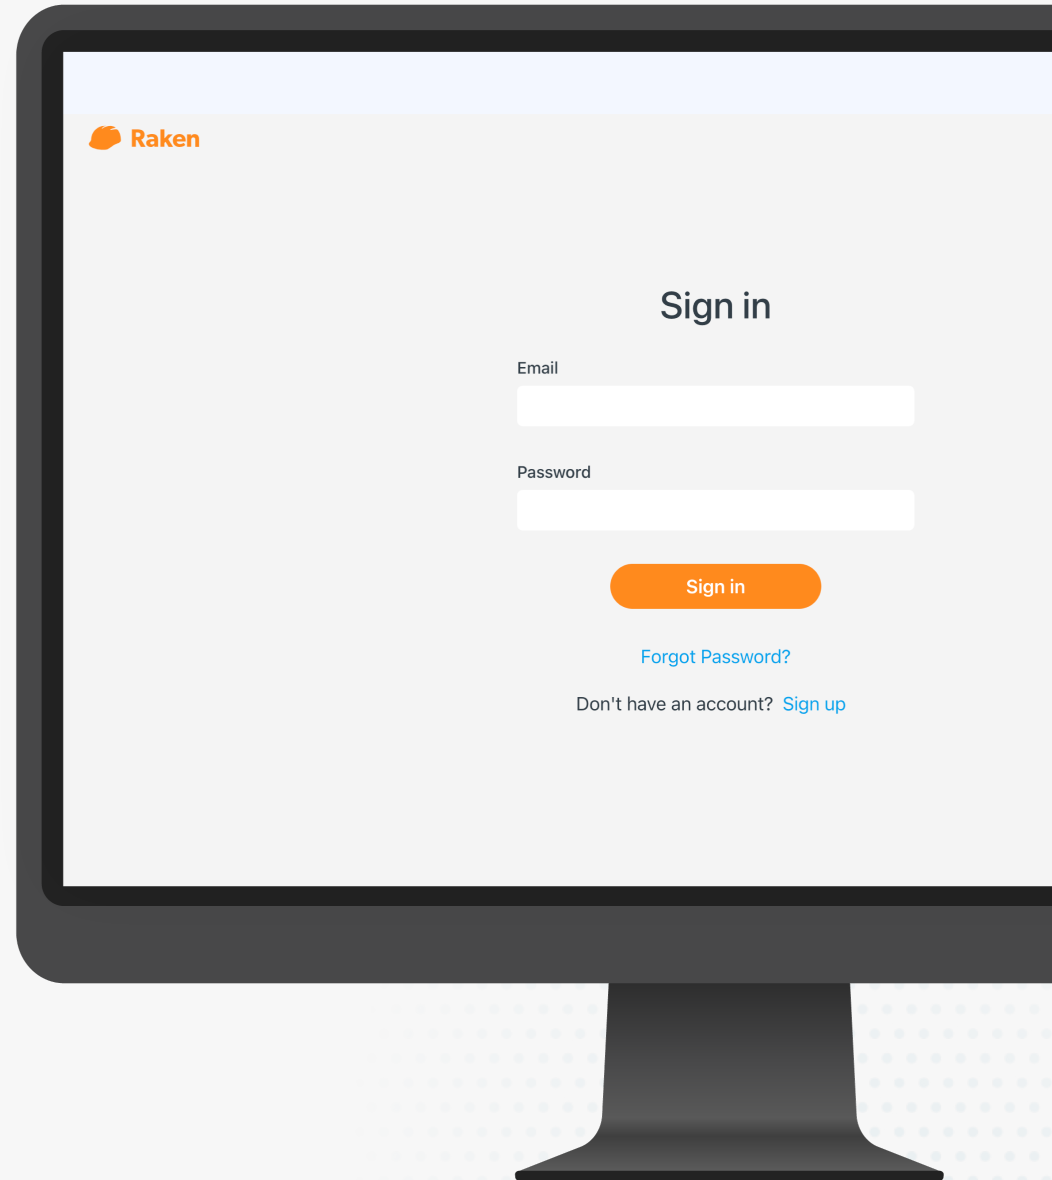 Raken
Sign in
Email
Password
Sign in
Forgot Password?
Don't have an account? Sign up